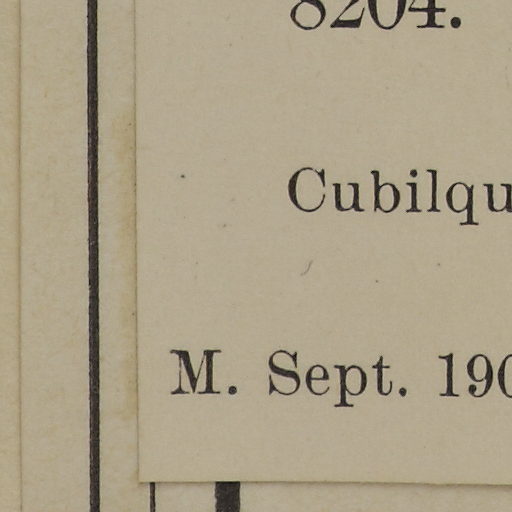 8204.
Cubilqu
M. Sept. 190